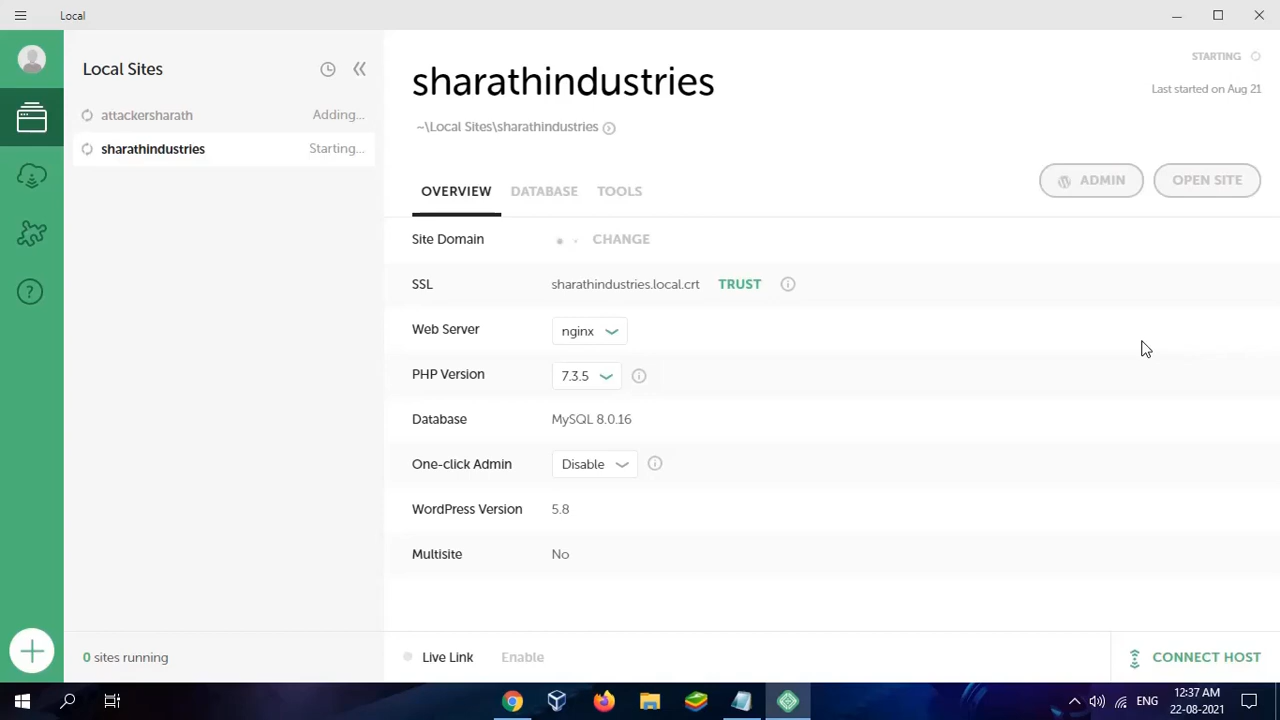 Local
Local Sites
attackersharath Adding...
sharathindustries Starting...
0 sites running
sharathindustries
~\Local Sites\sharathindustries
STARTING
Last started on Aug 21
OVERVIEW DATABASE TOOLS
ADMIN OPEN SITE
Site Domain CHANGE
SSL sharathindustries.local.crt TRUST
Web Server nginx
PHP Version 7.3.5
Database MySQL 8.0.16
One-click Admin Disable
WordPress Version 5.8
Multisite No
Live Link Enable
CONNECT HOST
ENG
12:37 AM
22-08-2021